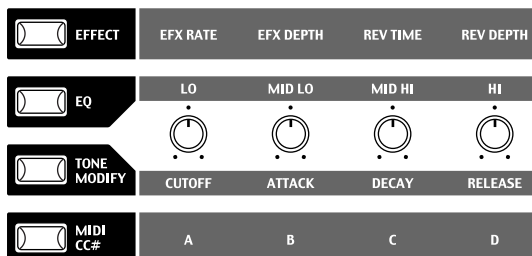 EFFECT EFX RATE EFX DEPTH REV TIME REV DEPTH
LO MID LO MID HI HI
EQ
TONE
MODIFY
CUTOFF ATTACK DECAY RELEASE
MIDI
CC#
A B C D